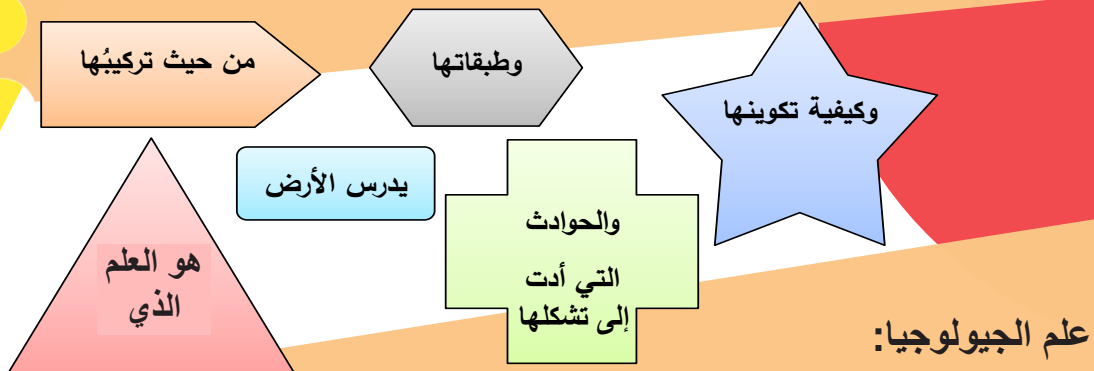 وكيفية تكوينها
وطبقاتها
من حيث تركيبُها
يدرس الأرض
والحوادث
التي أدت
إلى تشكلها
هو العلم
الذي
علم الجيولوجيا: